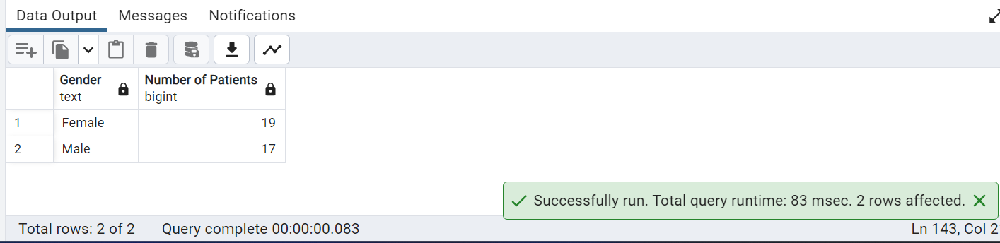 Data Output Messages Notifications
Gender Number of Patients
text bigint
1 Female 19
2 Male 17
Successfully run. Total query runtime: 83 msec. 2 rows affected.
Total rows: 2 of 2 Query complete 00:00:00.083 Ln 143, Col 2